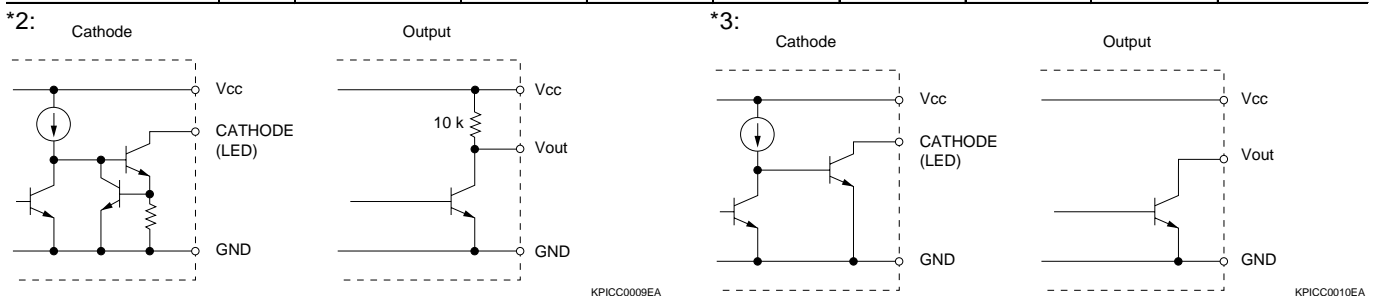 *2:
Cathode
Vcc
CATHODE
(LED)
GND
Output
10 k
Vcc
Vout
GND
KPICC0009EA
*3:
Cathode
Vcc
CATHODE
(LED)
GND
Output
Vcc
Vout
GND
KPICC0010EA